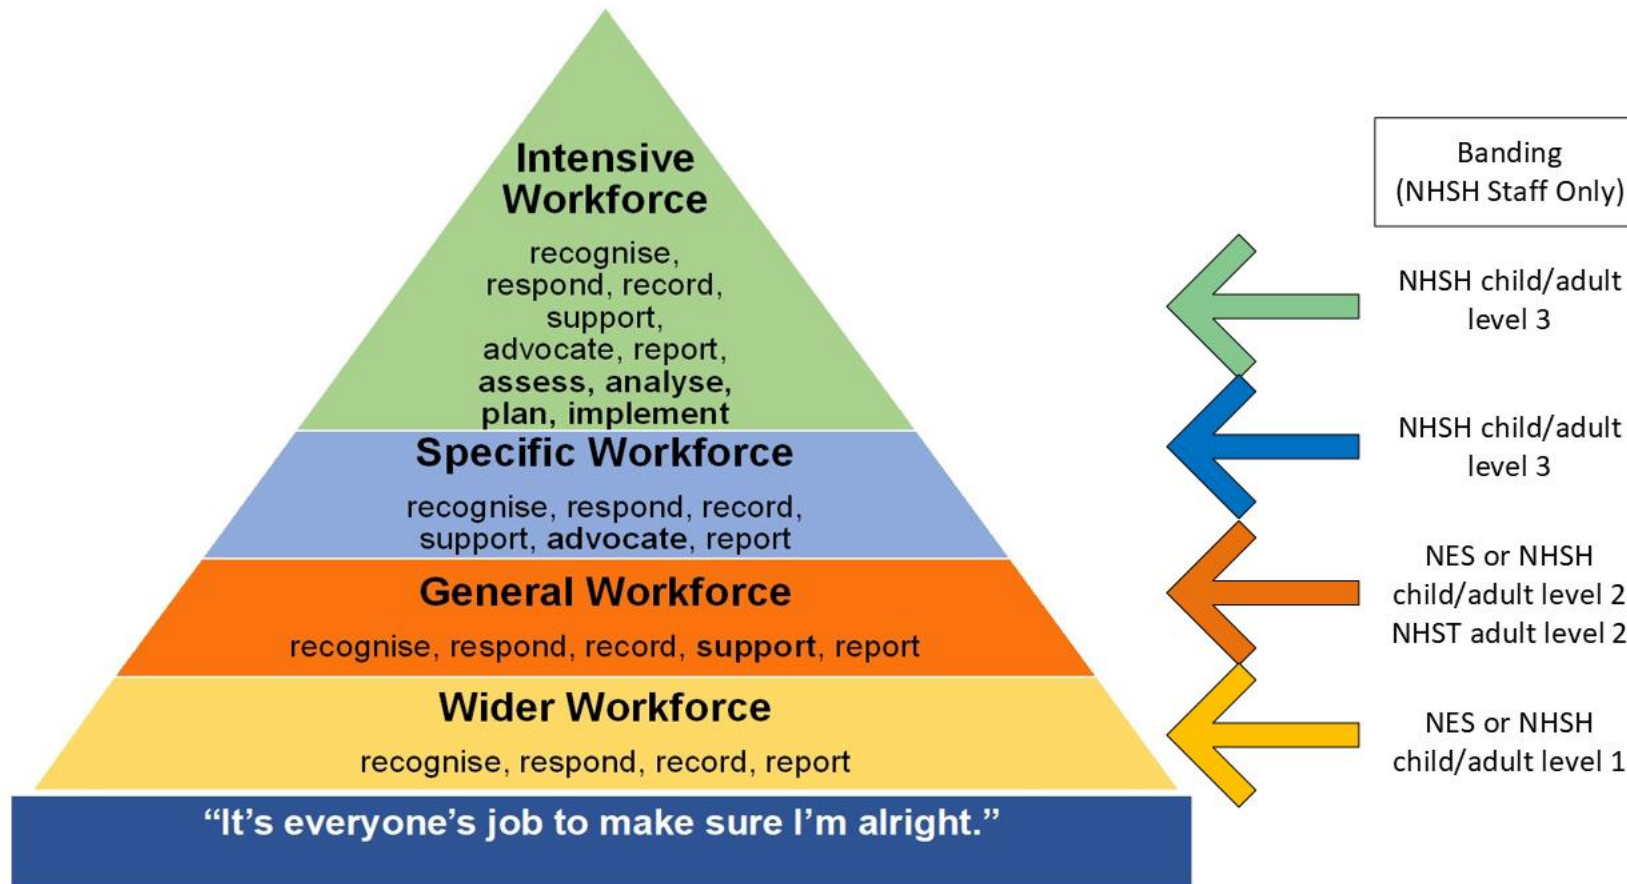 Intensive
Workforce
recognise,
respond, record,
support,
advocate, report,
assess, analyse,
plan, implement
Specific Workforce
recognise, respond, record,
support, advocate, report
General Workforce
recognise, respond, record, support, report
Wider Workforce
recognise, respond, record, report
“It’s everyone’s job to make sure I’m alright.”
Banding
(NHSH Staff Only)
NHSH child/adult
level 3
NHSH child/adult
level 3
NES or NHSH
child/adult level 2
NHST adult level 2
NES or NHSH
child/adult level 1